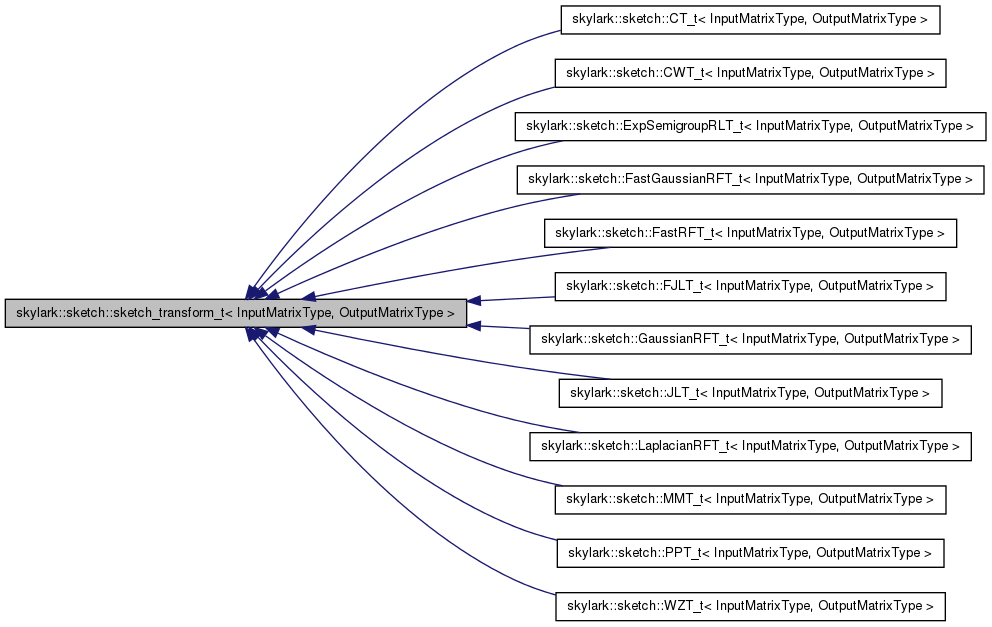 skylark::sketch::CT_t< InputMatrixType, OutputMatrixType >
skylark::sketch::CWT_t< InputMatrixType, OutputMatrixType >
skylark::sketch::ExpSemigroupRLT_t< InputMatrixType, OutputMatrixType >
skylark::sketch::FastGaussianRFT_t< InputMatrixType, OutputMatrixType >
skylark::sketch::FastRFT_t< InputMatrixType, OutputMatrixType >
skylark::sketch::FJLT_t< InputMatrixType, OutputMatrixType >
skylark::sketch::sketch_transform_t< InputMatrixType, OutputMatrixType >
skylark::sketch::GaussianRFT_t< InputMatrixType, OutputMatrixType >
skylark::sketch::JLT_t< InputMatrixType, OutputMatrixType >
skylark::sketch::LaplacianRFT_t< InputMatrixType, OutputMatrixType >
skylark::sketch::MMT_t< InputMatrixType, OutputMatrixType >
skylark::sketch::PPT_t< InputMatrixType, OutputMatrixType >
skylark::sketch::WZT_t< InputMatrixType, OutputMatrixType >